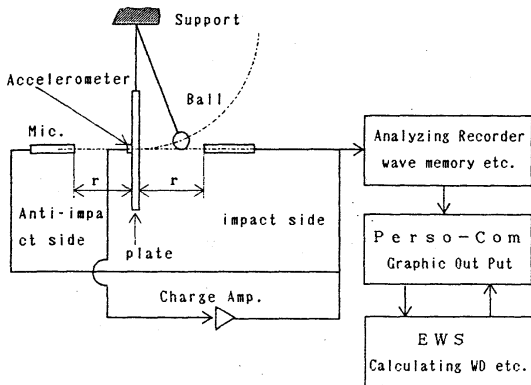 Support
Accelerometer
Ball
Mic.
r
r
Anti-impa
ct side
impact side
plate
Charge Amp.
Analyzing Recorder
wave memory etc.
Perso-Com
Graphic Out Put
EWS
Calculating WD etc.